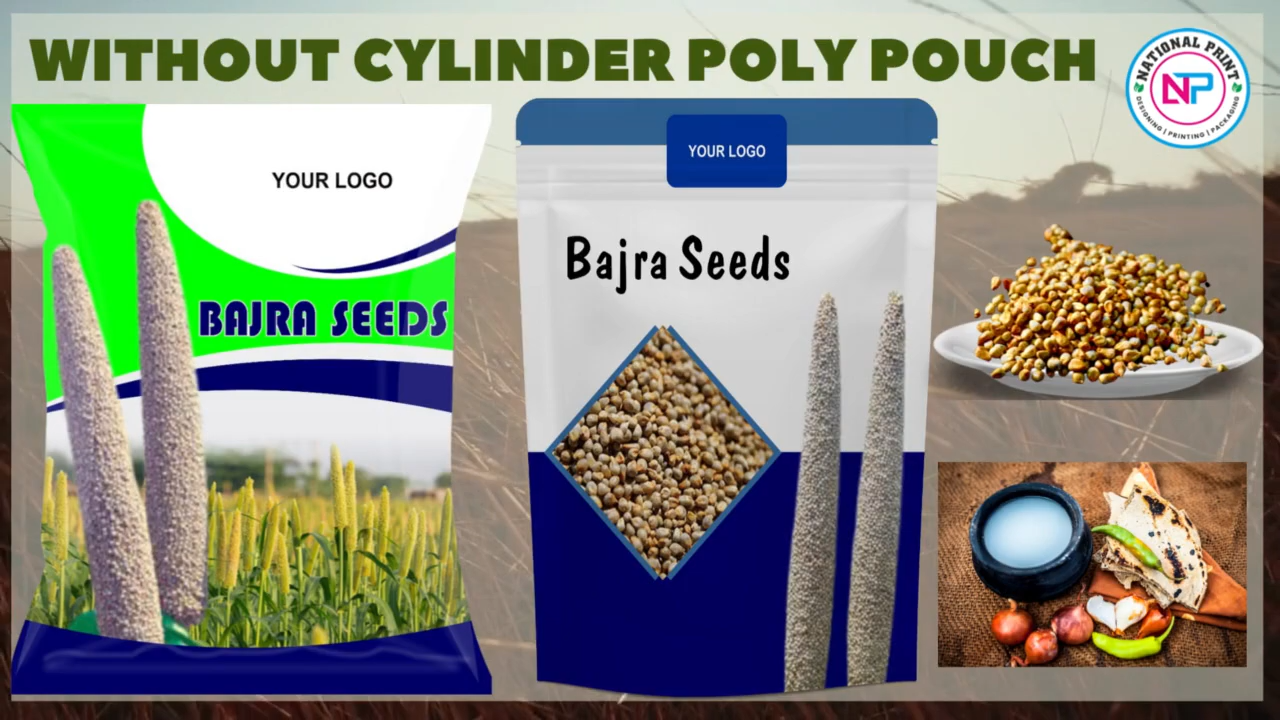 WITHOUT CYLINDER POLY POUCH
NATIONAL PRINT
NP
DESIGNING | PRINTING | PACKAGING
YOUR LOGO
BAJRA SEEDS
YOUR LOGO
Bajra Seeds